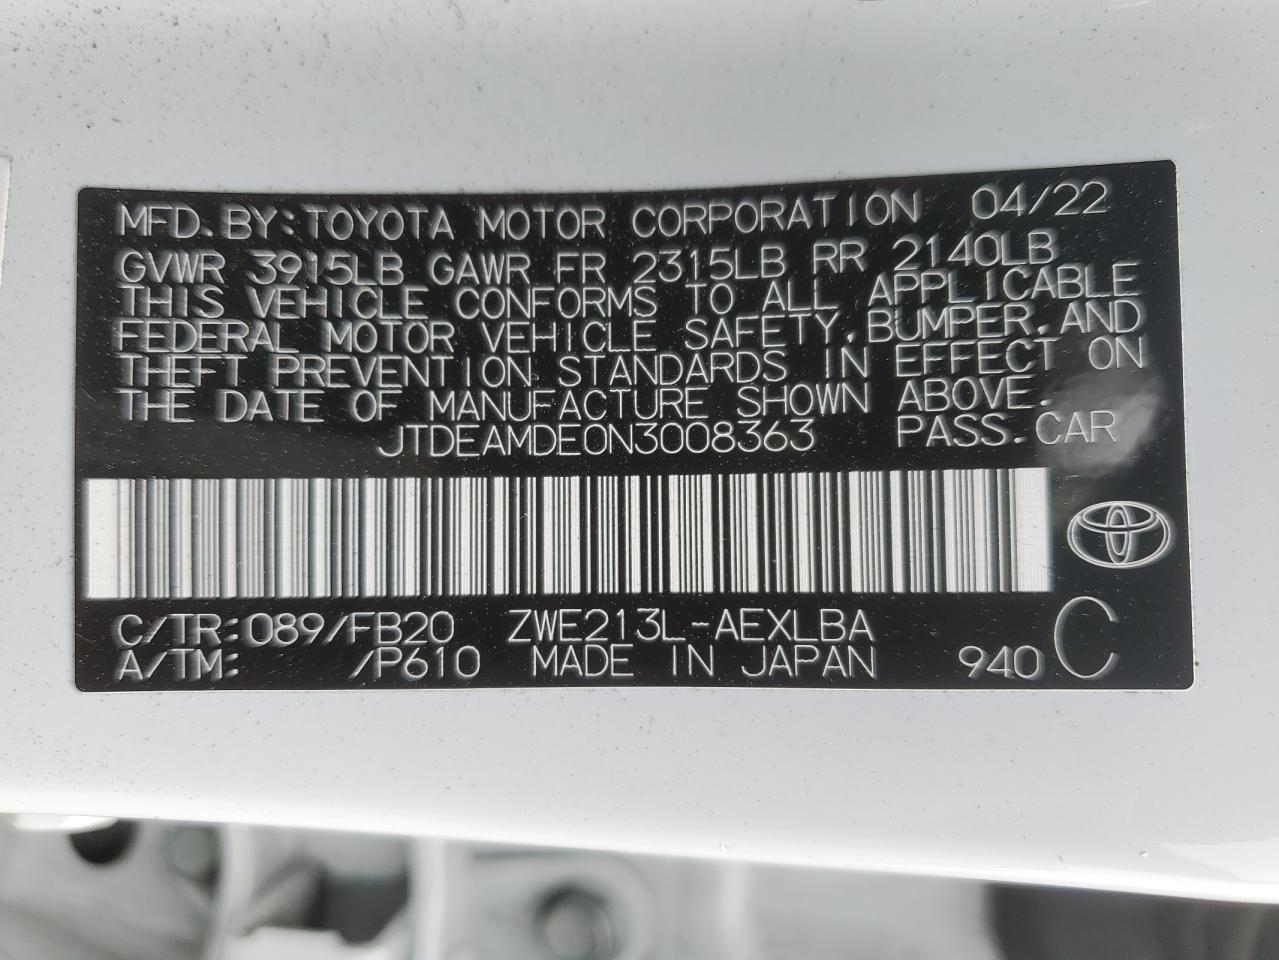 MFD.BY:TOYOTA MOTOR CORPORATION 04/22
GVWR 3915LB GAWR FR 2315LB RR 2140LB
THIS VEHICLE CONFORMS TO ALL APPLICABLE
FEDERAL MOTOR VEHICLE SAFETY,BUMPER,AND
THEFT PREVENTION STANDARDS IN EFFECT ON
THE DATE OF MANUFACTURE SHOWN ABOVE.
JTDEAMDE0N3008363 PASS.CAR
C/TR:089/FB20 ZWE213L-AEXLBA
A/TM: /P610 MADE IN JAPAN 940 C